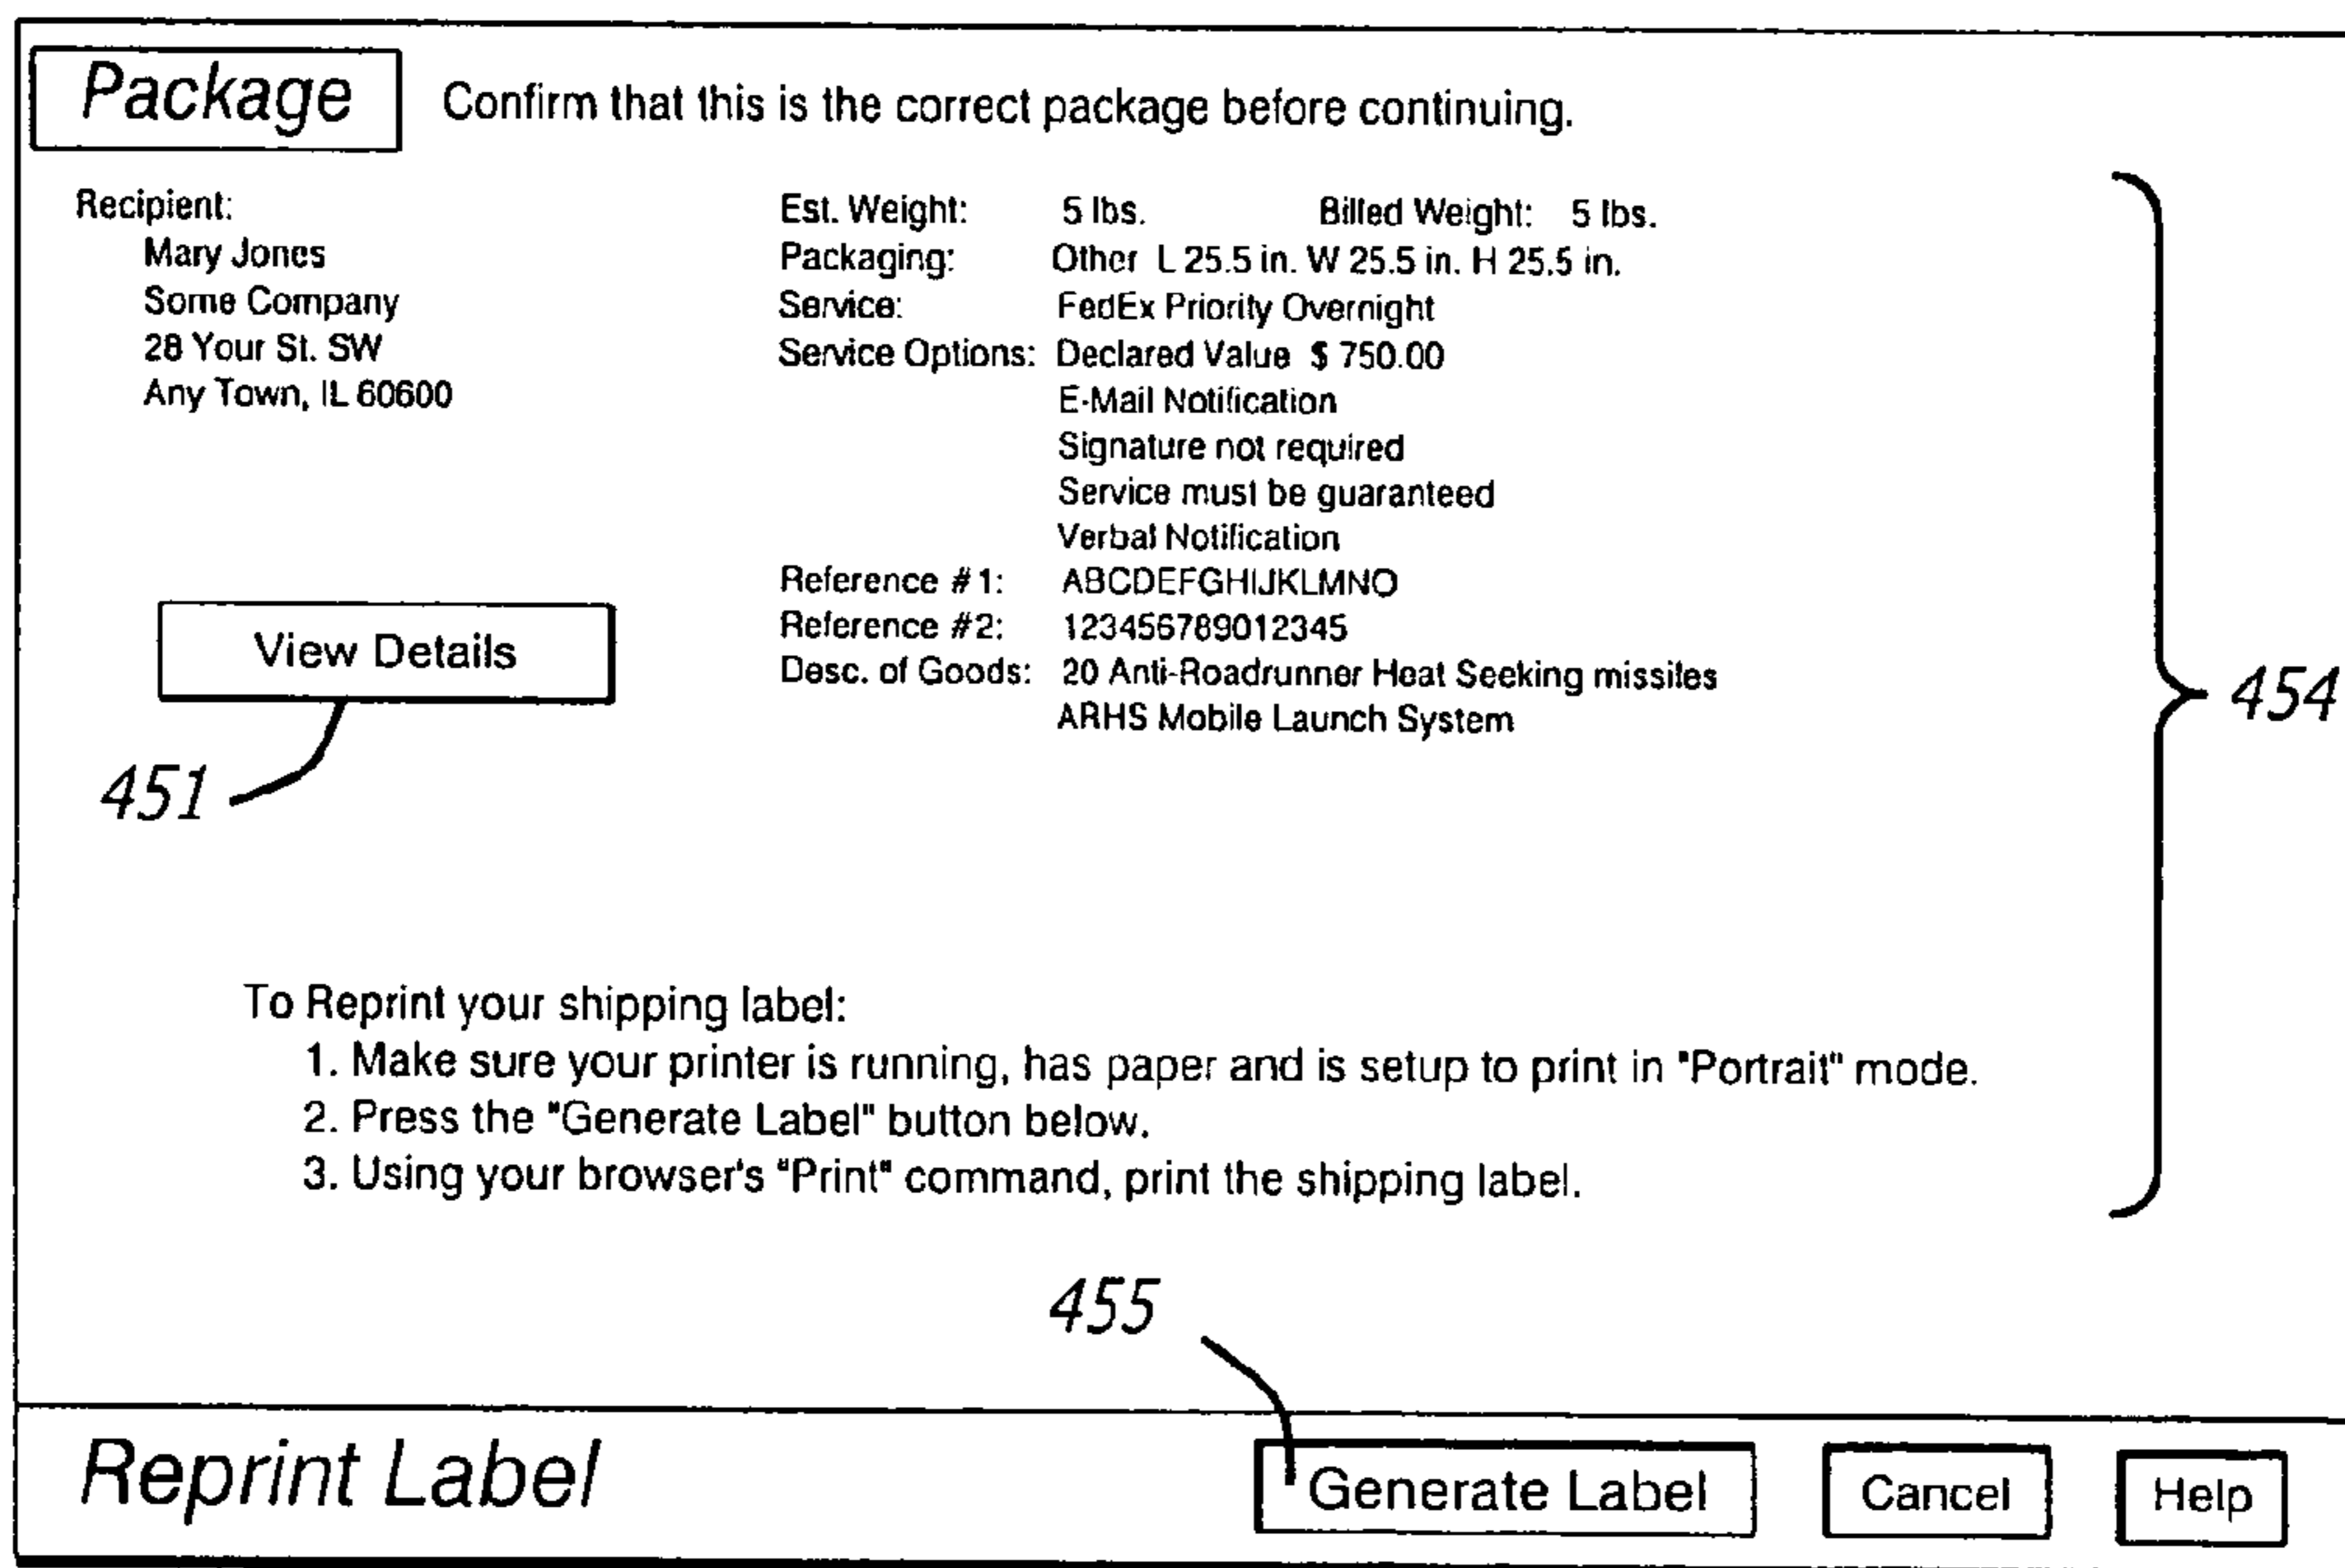 Package
Confirm that this is the correct package before continuing.
Recipient:
Mary Jones
Some Company
28 Your St. SW
Any Town, IL 60600
View Details
451
Est. Weight: 5 lbs. Billed Weight: 5 lbs.
Packaging: Other L 25.5 in. W 25.5 in. H 25.5 in.
Service: FedEx Priority Overnight
Service Options: Declared Value $ 750.00
E-Mail Notification
Signature not required
Service must be guaranteed
Verbal Notification
Reference #1: ABCDEFGHIJKLMNO
Reference #2: 123456789012345
Desc. of Goods: 20 Anti-Roadrunner Heat Seeking missiles
ARHS Mobile Launch System
454
To Reprint your shipping label:
1. Make sure your printer is running, has paper and is setup to print in "Portrait" mode.
2. Press the "Generate Label" button below.
3. Using your browser's "Print" command, print the shipping label.
455
Reprint Label
Generate Label
Cancel
Help